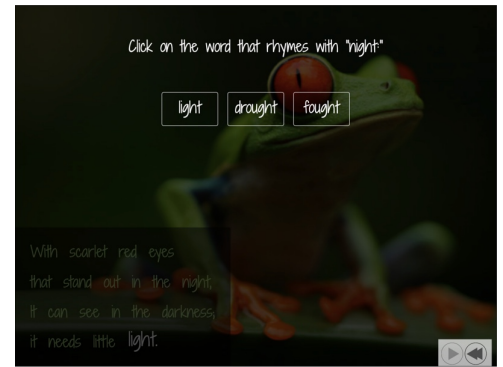 Click on the word that rhymes with "night:"
light drought fought
With scarlet red eyes
that stand out in the night,
It can see in the darkness;
it needs little light.